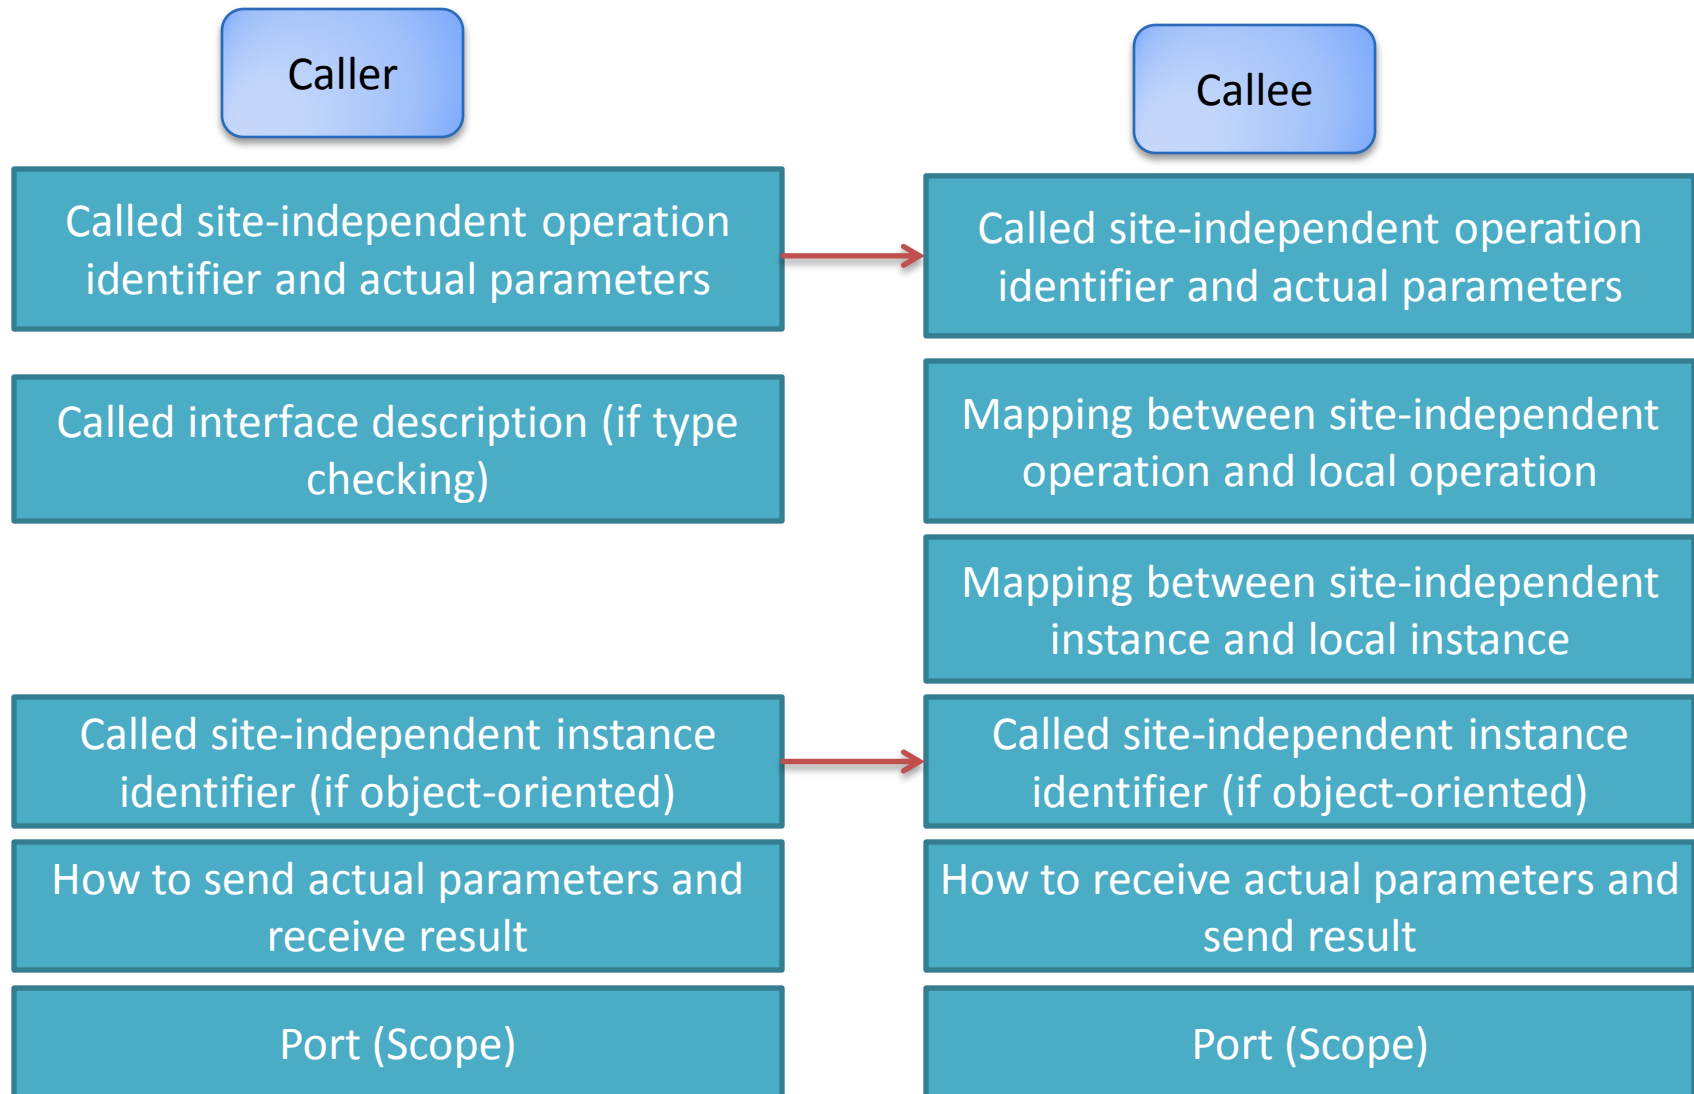 Caller
Callee
Called site-independent operation
identifier and actual parameters
Called site-independent operation
identifier and actual parameters
Called interface description (if type
checking)
Mapping between site-independent
operation and local operation
Mapping between site-independent
instance and local instance
Called site-independent instance
identifier (if object-oriented)
Called site-independent instance
identifier (if object-oriented)
How to send actual parameters and
receive result
How to receive actual parameters and
send result
Port (Scope)
Port (Scope)